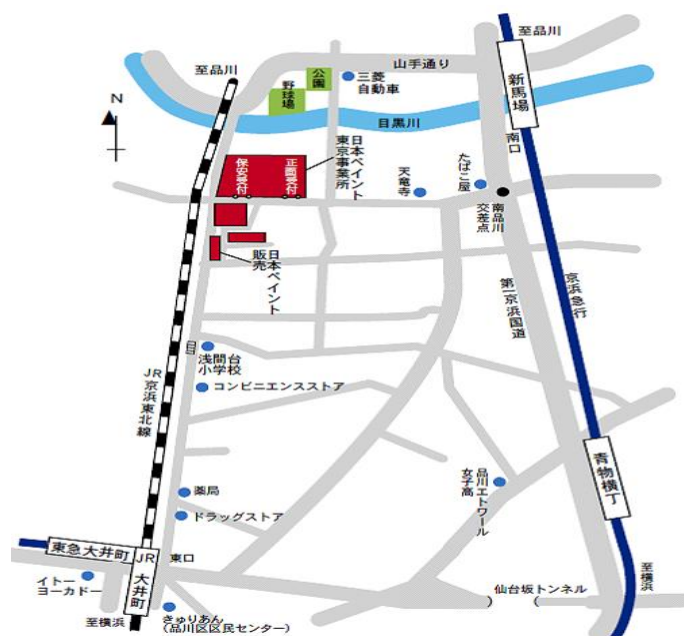 至品川
山手通り
至品川
新馬場
南口
公園
野球場
三菱
自動車
目黒川
N
保安受付
正面受付
日本ペイント
東京事業所
天竜寺
たばこ屋
南品川
交差点
日本ペイント
販売
第一京浜国道
京浜急行
浅間台
小学校
コンビニエンスストア
JR京浜東北線
品川エトワール
女子高
青物横丁
薬局
ドラッグストア
東急大井町
JR大井町
東口
イトー
ヨーカドー
至横浜
きゅりあん
(品川区区民センター)
仙台坂トンネル
至横浜